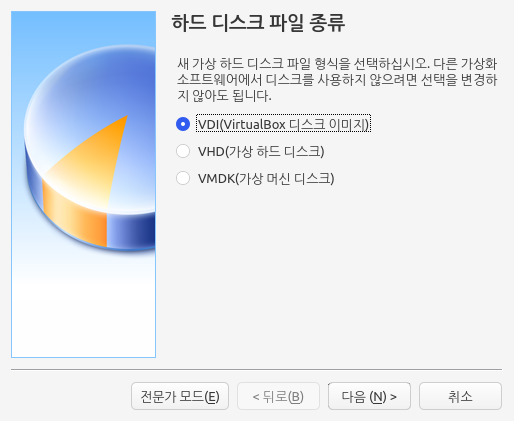 하드 디스크 파일 종류
새 가상 하드 디스크 파일 형식을 선택하십시오. 다른 가상화
소프트웨어에서 디스크를 사용하지 않으려면 선택을 변경하
지 않아도 됩니다.
VDI(VirtualBox 디스크 이미지)
VHD(가상 하드 디스크)
VMDK(가상 머신 디스크)
전문가 모드(E) < 뒤로(B) 다음 (N) > 취소